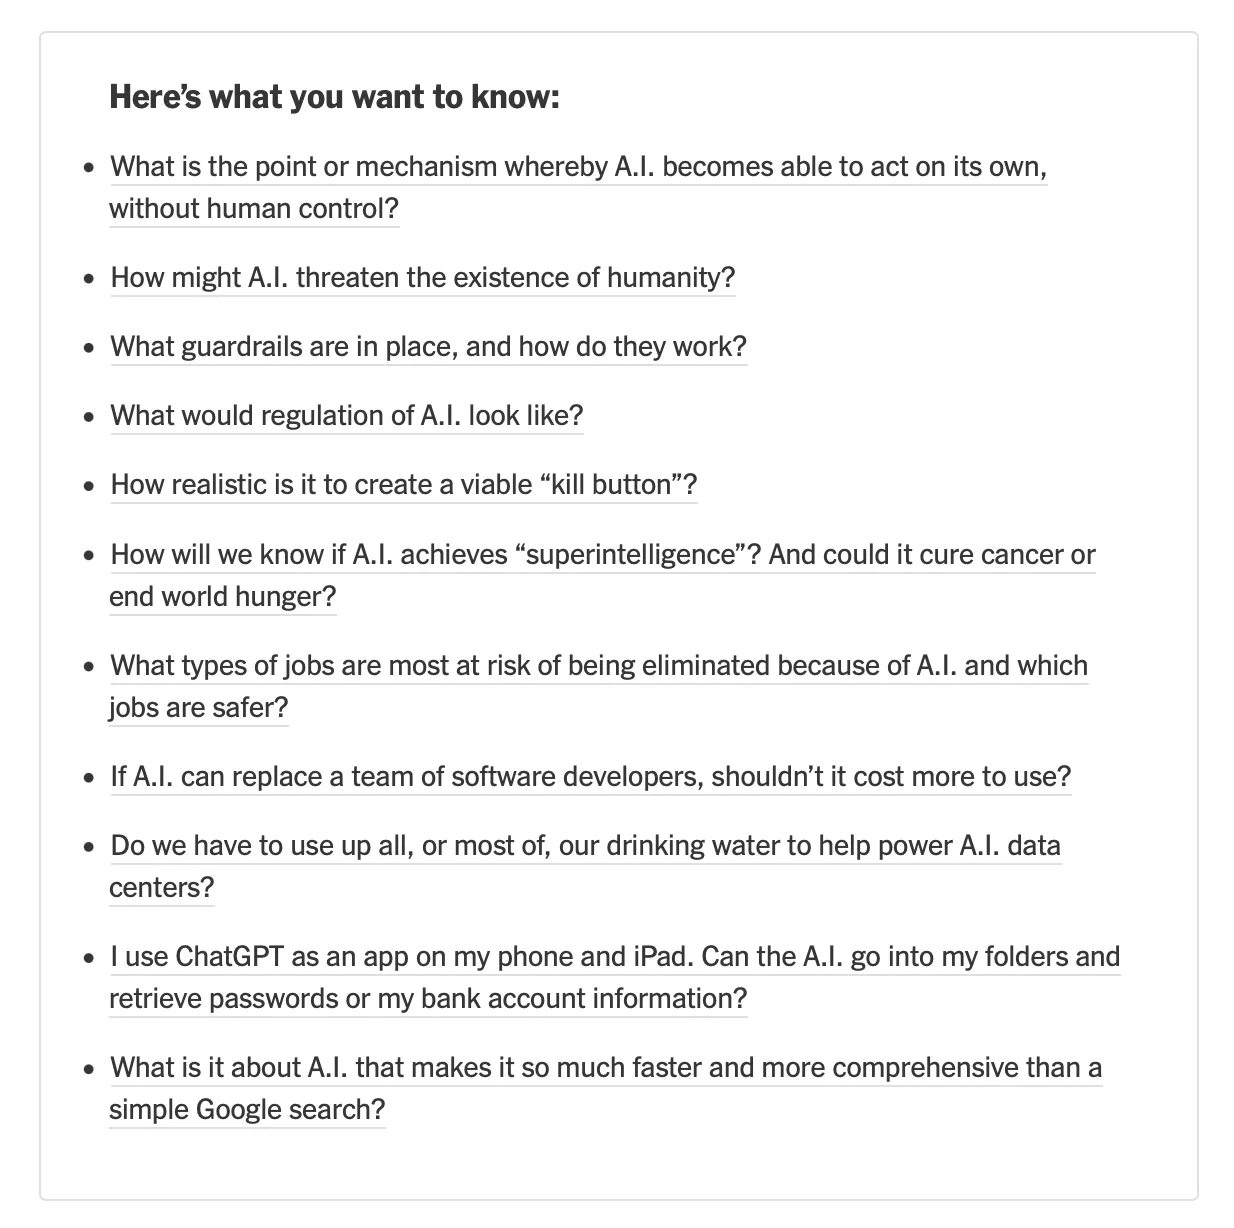 Here’s what you want to know:
What is the point or mechanism whereby A.I. becomes able to act on its own,
without human control?
How might A.I. threaten the existence of humanity?
What guardrails are in place, and how do they work?
What would regulation of A.I. look like?
How realistic is it to create a viable “kill button”?
How will we know if A.I. achieves “superintelligence”? And could it cure cancer or
end world hunger?
What types of jobs are most at risk of being eliminated because of A.I. and which
jobs are safer?
If A.I. can replace a team of software developers, shouldn’t it cost more to use?
Do we have to use up all, or most of, our drinking water to help power A.I. data
centers?
I use ChatGPT as an app on my phone and iPad. Can the A.I. go into my folders and
retrieve passwords or my bank account information?
What is it about A.I. that makes it so much faster and more comprehensive than a
simple Google search?